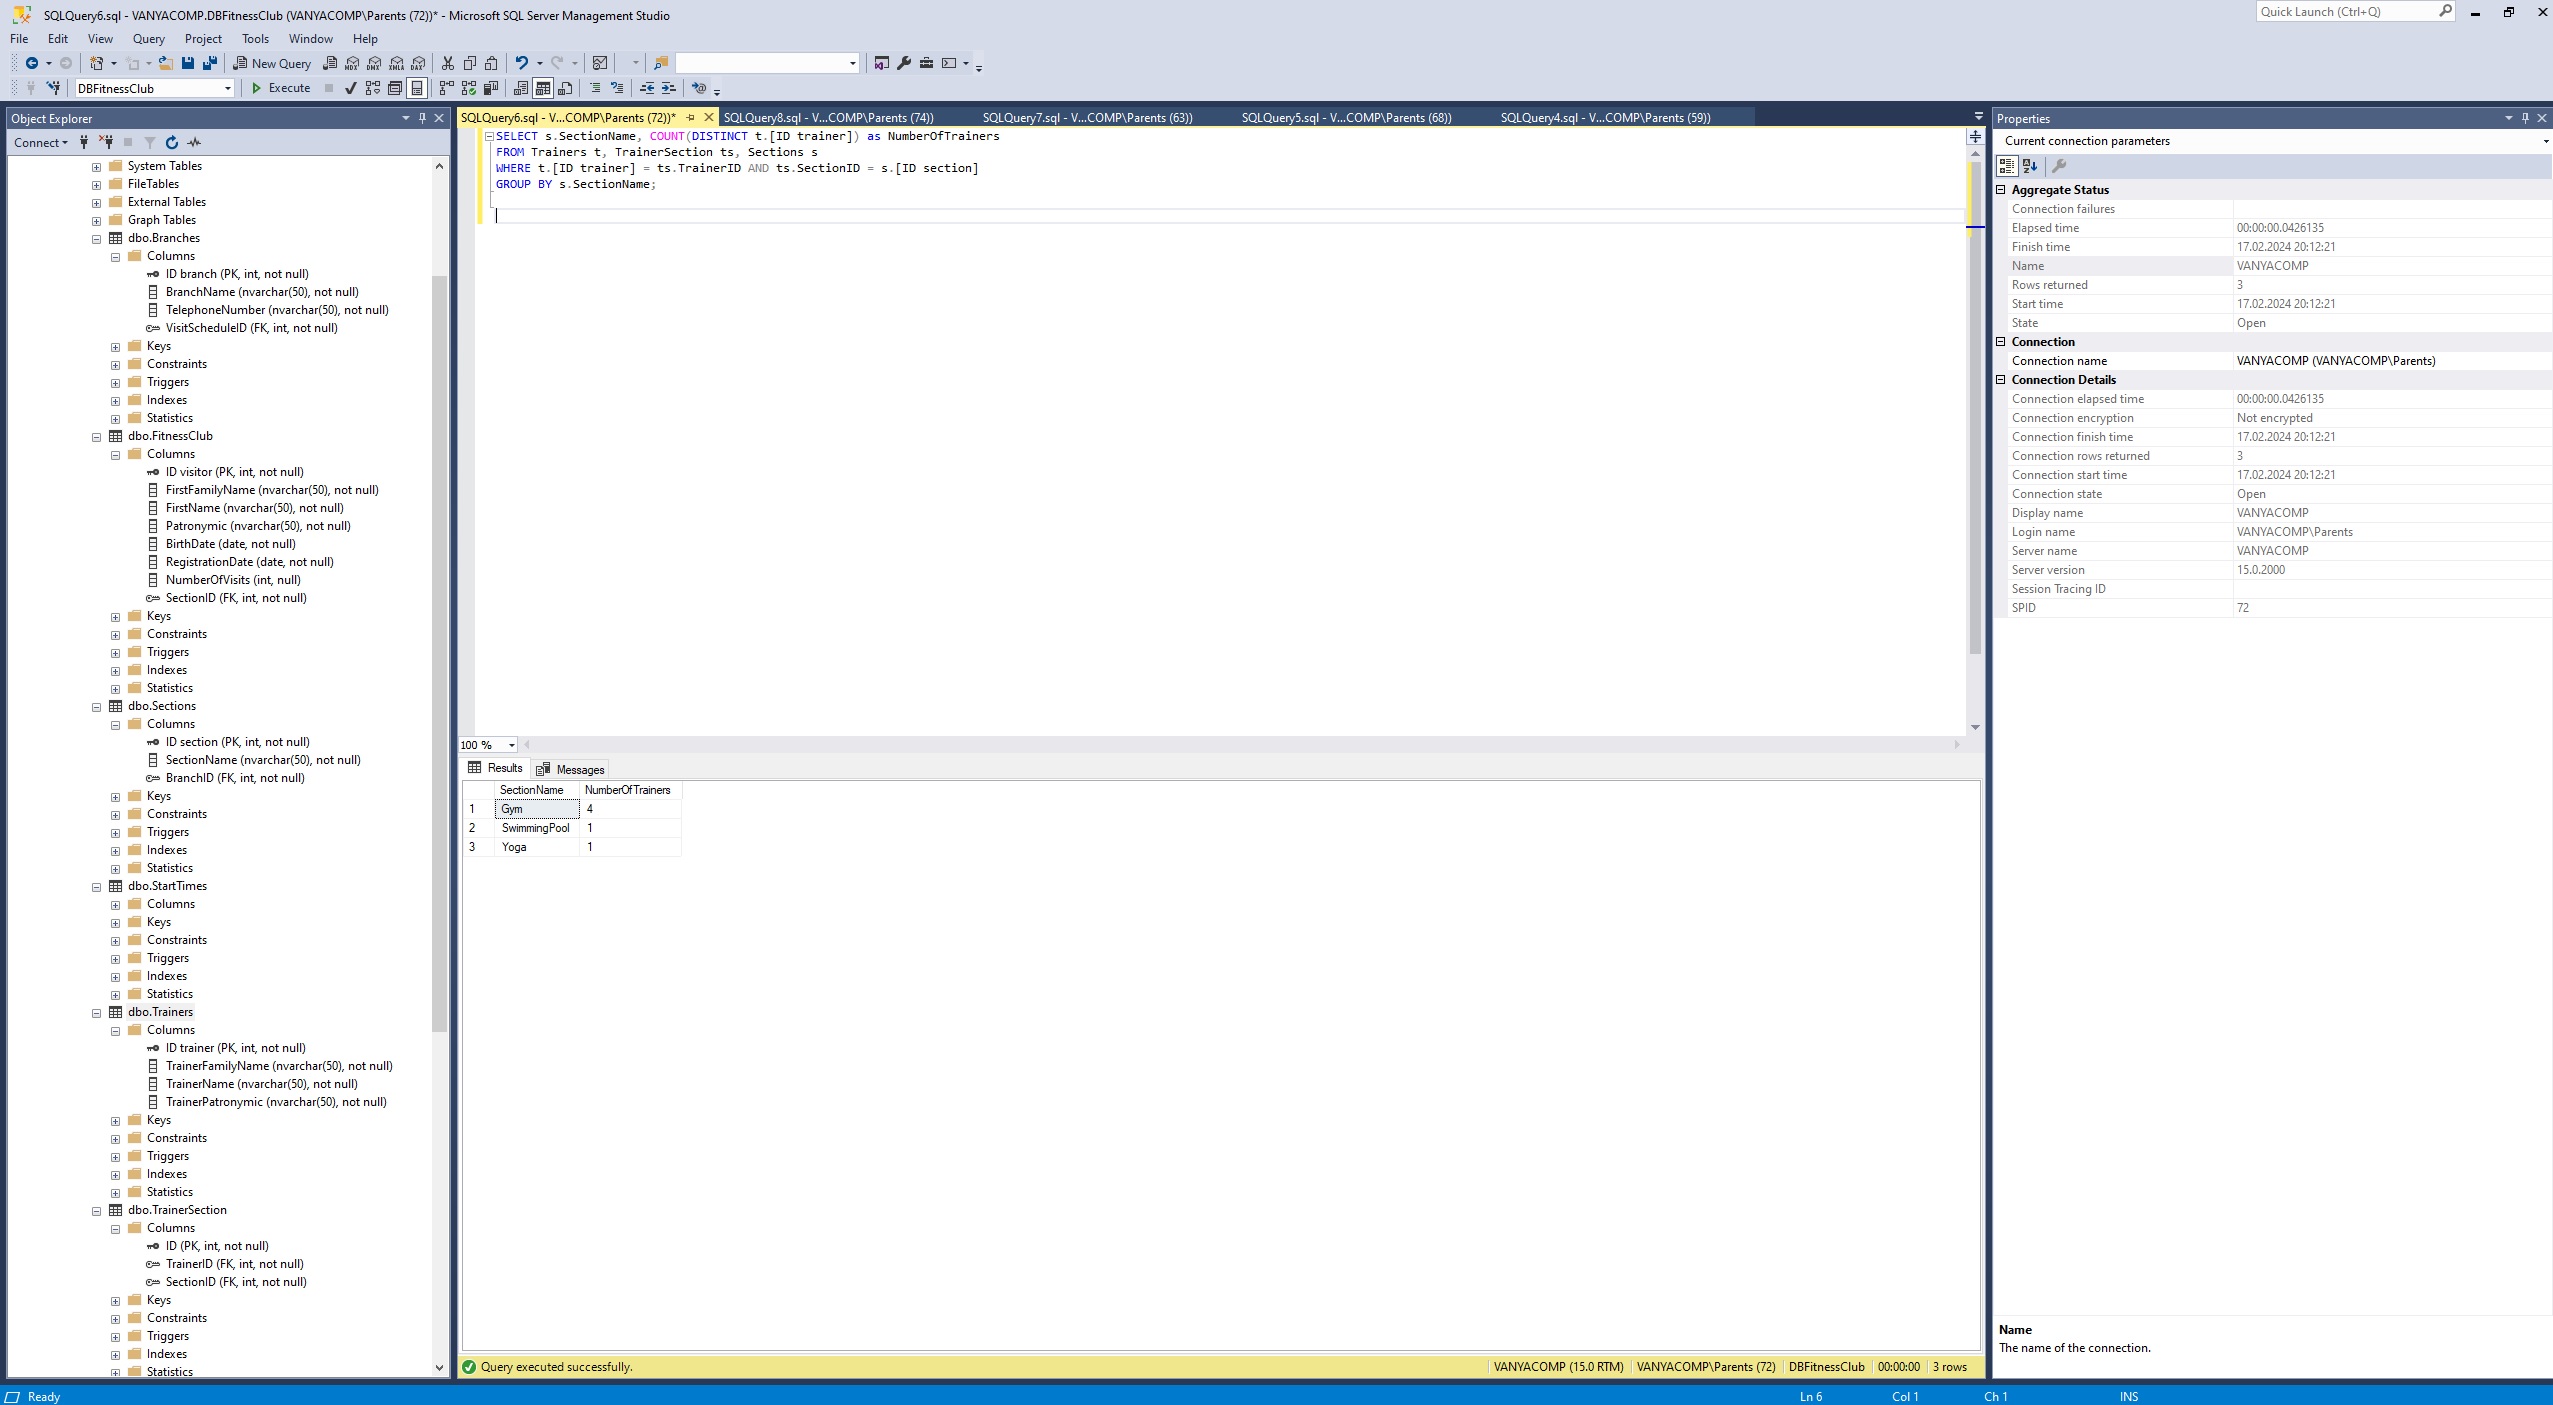 SQLQuery6.sql - VANYACOMP.DBFitnessClub (VANYACOMP\Parents (72))* - Microsoft SQL Server Management Studio
Quick Launch (Ctrl+Q)
File Edit View Query Project Tools Window Help
New Query
DBFitnessClub
Execute
Object Explorer
Connect
System Tables
FileTables
External Tables
Graph Tables
dbo.Branches
Columns
ID branch (PK, int, not null)
BranchName (nvarchar(50), not null)
TelephoneNumber (nvarchar(50), not null)
VisitScheduleID (FK, int, not null)
Keys
Constraints
Triggers
Indexes
Statistics
dbo.FitnessClub
Columns
ID visitor (PK, int, not null)
FirstFamilyName (nvarchar(50), not null)
FirstName (nvarchar(50), not null)
Patronymic (nvarchar(50), not null)
BirthDate (date, not null)
RegistrationDate (date, not null)
NumberOfVisits (int, null)
SectionID (FK, int, not null)
Keys
Constraints
Triggers
Indexes
Statistics
dbo.Sections
Columns
ID section (PK, int, not null)
SectionName (nvarchar(50), not null)
BranchID (FK, int, not null)
Keys
Constraints
Triggers
Indexes
Statistics
dbo.StartTimes
Columns
Keys
Constraints
Triggers
Indexes
Statistics
dbo.Trainers
Columns
ID trainer (PK, int, not null)
TrainerFamilyName (nvarchar(50), not null)
TrainerName (nvarchar(50), not null)
TrainerPatronymic (nvarchar(50), not null)
Keys
Constraints
Triggers
Indexes
Statistics
dbo.TrainerSection
Columns
ID (PK, int, not null)
TrainerID (FK, int, not null)
SectionID (FK, int, not null)
Keys
Constraints
Triggers
Indexes
Statistics
SQLQuery6.sql - V...COMP\Parents (72))* SQLQuery8.sql - V...COMP\Parents (74)) SQLQuery7.sql - V...COMP\Parents (63)) SQLQuery5.sql - V...COMP\Parents (68)) SQLQuery4.sql - V...COMP\Parents (59))
SELECT s.SectionName, COUNT(DISTINCT t.[ID trainer]) as NumberOfTrainers
FROM Trainers t, TrainerSection ts, Sections s
WHERE t.[ID trainer] = ts.TrainerID AND ts.SectionID = s.[ID section]
GROUP BY s.SectionName;
100 %
Results Messages
SectionName NumberOfTrainers
1 Gym 4
2 SwimmingPool 1
3 Yoga 1
Query executed successfully.
VANYACOMP (15.0 RTM) VANYACOMP\Parents (72) DBFitnessClub 00:00:00 3 rows
Properties
Current connection parameters
Aggregate Status
Connection failures
Elapsed time 00:00:00.0426135
Finish time 17.02.2024 20:12:21
Name VANYACOMP
Rows returned 3
Start time 17.02.2024 20:12:21
State Open
Connection
Connection name VANYACOMP (VANYACOMP\Parents)
Connection Details
Connection elapsed time 00:00:00.0426135
Connection encryption Not encrypted
Connection finish time 17.02.2024 20:12:21
Connection rows returned 3
Connection start time 17.02.2024 20:12:21
Connection state Open
Display name VANYACOMP
Login name VANYACOMP\Parents
Server name VANYACOMP
Server version 15.0.2000
Session Tracing ID
SPID 72
Name
The name of the connection.
Ready
Ln 6 Col 1 Ch 1 INS